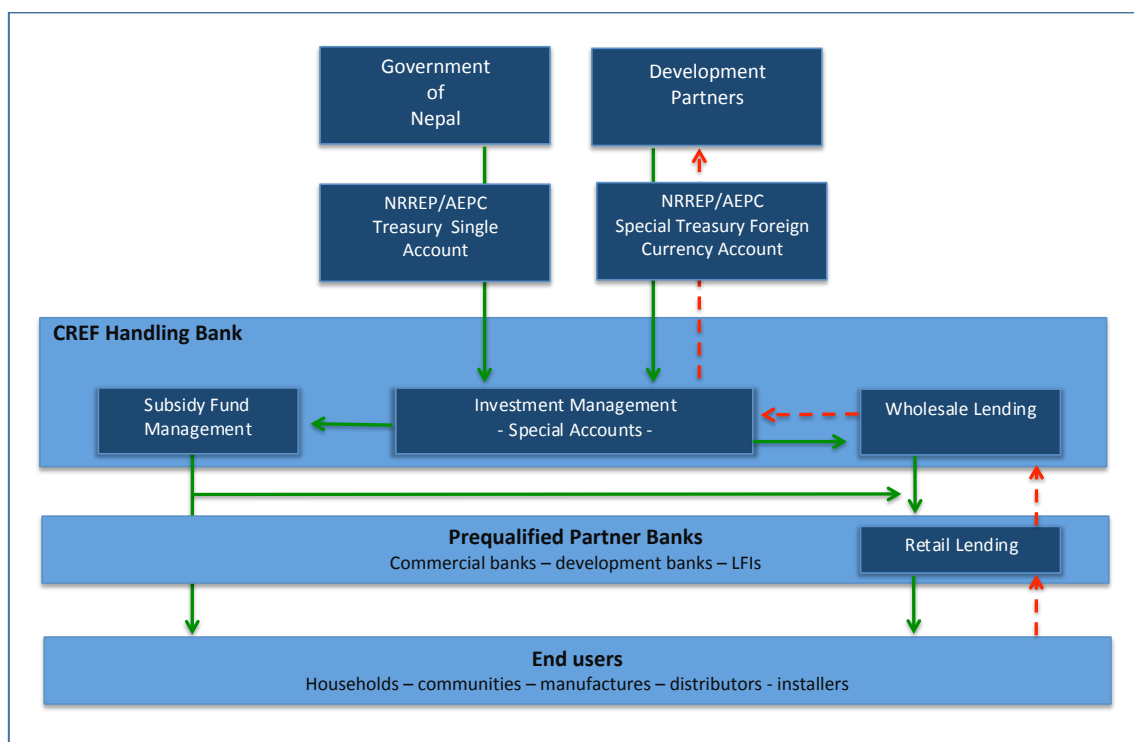 Government
of
Nepal
Development
Partners
NRREP/AEPC
Treasury Single
Account
NRREP/AEPC
Special Treasury Foreign
Currency Account
CREF Handling Bank
Subsidy Fund
Management
Investment Management
- Special Accounts -
Wholesale Lending
Prequalified Partner Banks
Commercial banks – development banks – LFIs
Retail Lending
End users
Households – communities – manufactures – distributors - installers